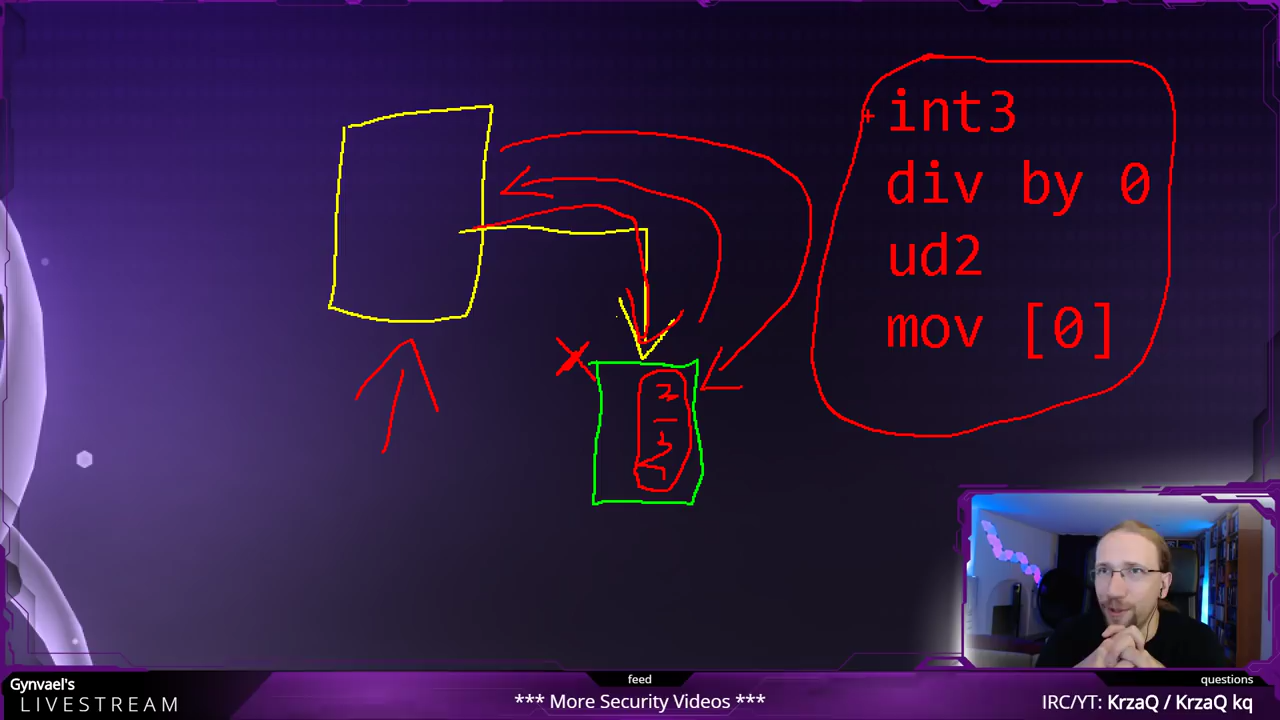 int3
div by 0
ud2
mov [0]
Gynvael's
LIVESTREAM
feed
*** More Security Videos ***
questions
IRC/YT: KrzaQ / KrzaQ kq